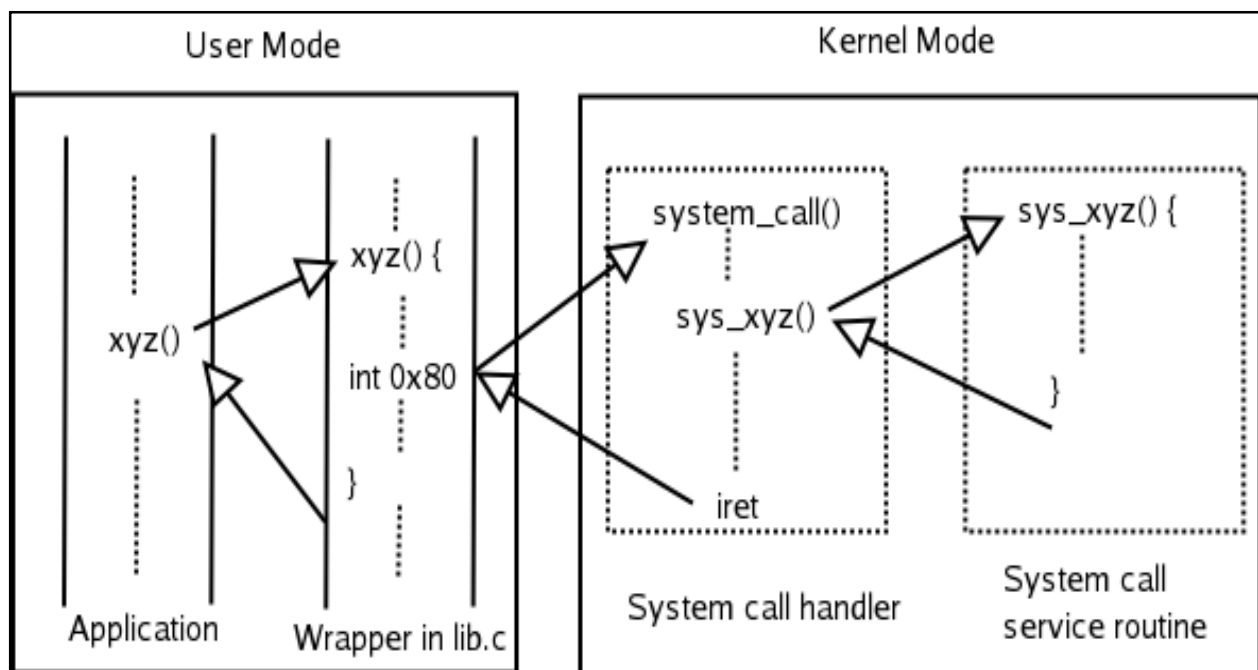 User Mode
Kernel Mode
xyz()
Application
xyz() {
int 0x80
}
Wrapper in lib.c
system_call()
sys_xyz()
iret
System call handler
sys_xyz() {
}
System call
service routine